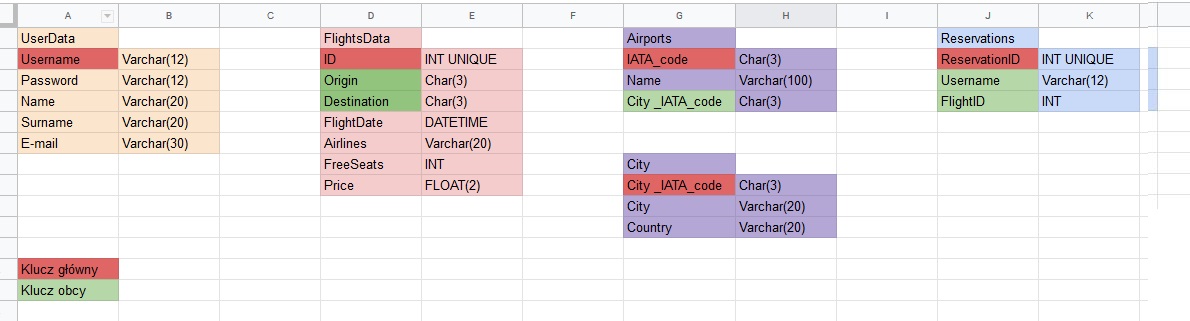 A B C D E F G H I J K
UserData FlightsData Airports Reservations
Username Varchar(12) ID INT UNIQUE IATA_code Char(3) ReservationID INT UNIQUE
Password Varchar(12) Origin Char(3) Name Varchar(100) Username Varchar(12)
Name Varchar(20) Destination Char(3) City _IATA_code Char(3) FlightID INT
Surname Varchar(20) FlightDate DATETIME
E-mail Varchar(30) Airlines Varchar(20)
FreeSeats INT City
Price FLOAT(2) City _IATA_code Char(3)
City Varchar(20)
Country Varchar(20)
Klucz główny
Klucz obcy